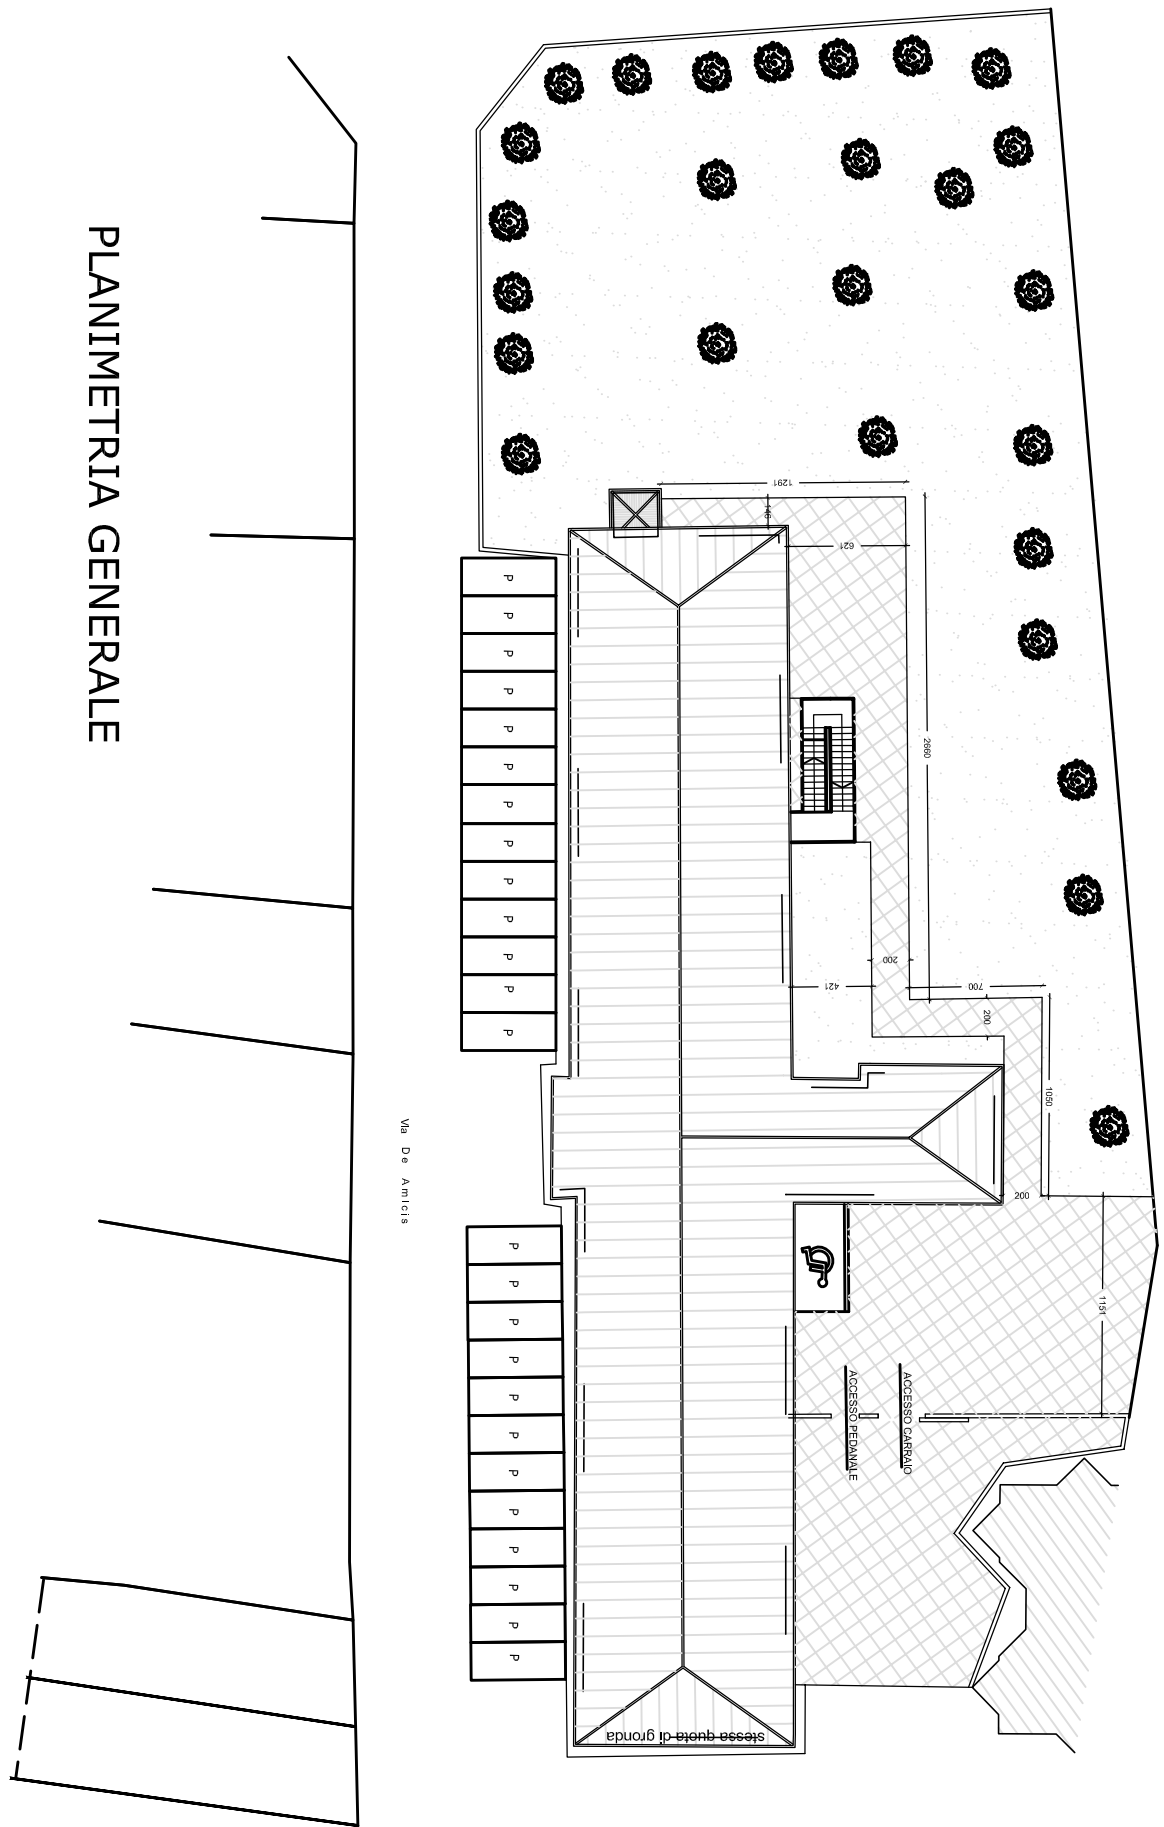 PLANIMETRIA GENERALE
1291
146
621
P
P
P
P
P
P
P
P
P
P
P
P
P
2660
200
421
700
200
1050
Via De Amicis
200
P
P
P
P
P
P
P
P
P
P
P
P
1151
ACCESSO PEDANALE
ACCESSO CARRAIO
stessa quota di gronda